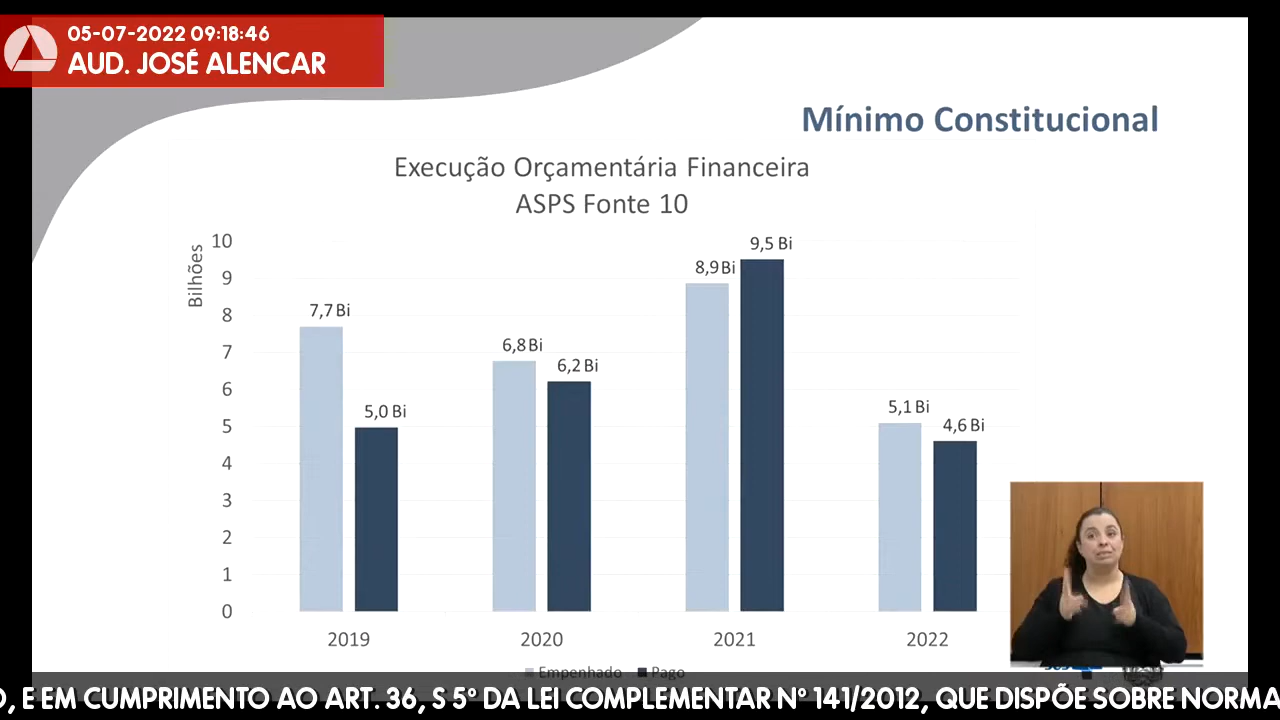 05-07-2022 09:18:46
AUD. JOSÉ ALENCAR
Mínimo Constitucional
Execução Orçamentária Financeira
ASPS Fonte 10
Bilhões
10
9
8
7
6
5
4
3
2
1
0
7,7 Bi
5,0 Bi
6,8 Bi
6,2 Bi
8,9 Bi
9,5 Bi
5,1 Bi
4,6 Bi
2019
2020
2021
2022
Empenhado
Pago
, E EM CUMPRIMENTO AO ART. 36, S 5º DA LEI COMPLEMENTAR Nº 141/2012, QUE DISPÕE SOBRE NORMA